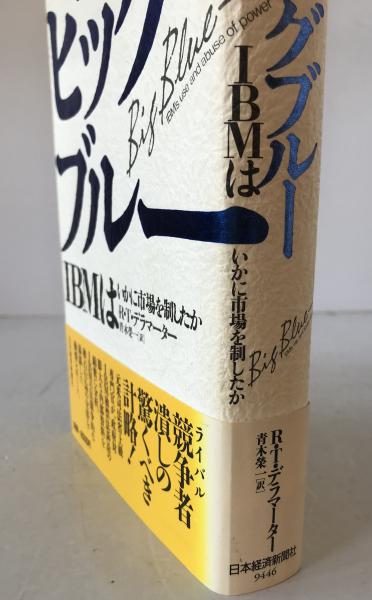 ビッグ
ブルー
Big Blue
IBMs use and abuse of power
IBMは
いかに市場を制したか
R・T・デラマーター
青木榮一[訳]
ライバル
競争者
潰しの
驚くべき
計略!
グブルー
IBMは
いかに市場を制したか
Big Blue
R・T・デラマーター
青木榮一[訳]
日本経済新聞社
9446